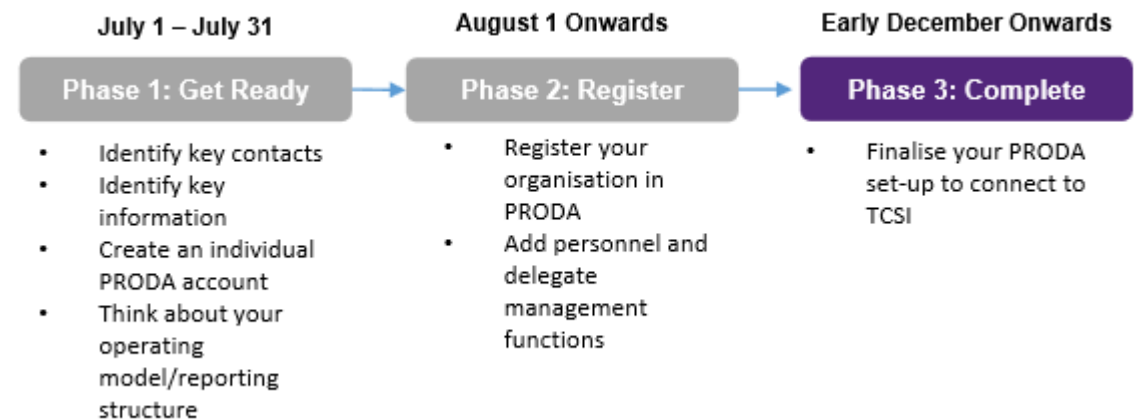 July 1 – July 31
August 1 Onwards
Early December Onwards
Phase 1: Get Ready
Phase 2: Register
Phase 3: Complete
• Identify key contacts
• Identify key
information
• Create an individual
PRODA account
• Think about your
operating
model/reporting
structure
• Register your
organisation in
PRODA
• Add personnel and
delegate
management
functions
• Finalise your PRODA
set-up to connect to
TCSI